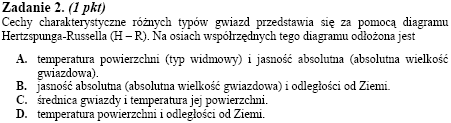 Zadanie 2. (1 pkt)
Cechy charakterystyczne różnych typów gwiazd przedstawia się za pomocą diagramu
Hertzspunga-Russella (H – R). Na osiach współrzędnych tego diagramu odłożona jest
A. temperatura powierzchni (typ widmowy) i jasność absolutna (absolutna wielkość
gwiazdowa).
B. jasność absolutna (absolutna wielkość gwiazdowa) i odległości od Ziemi.
C. średnica gwiazdy i temperatura jej powierzchni.
D. temperatura powierzchni i odległości od Ziemi.